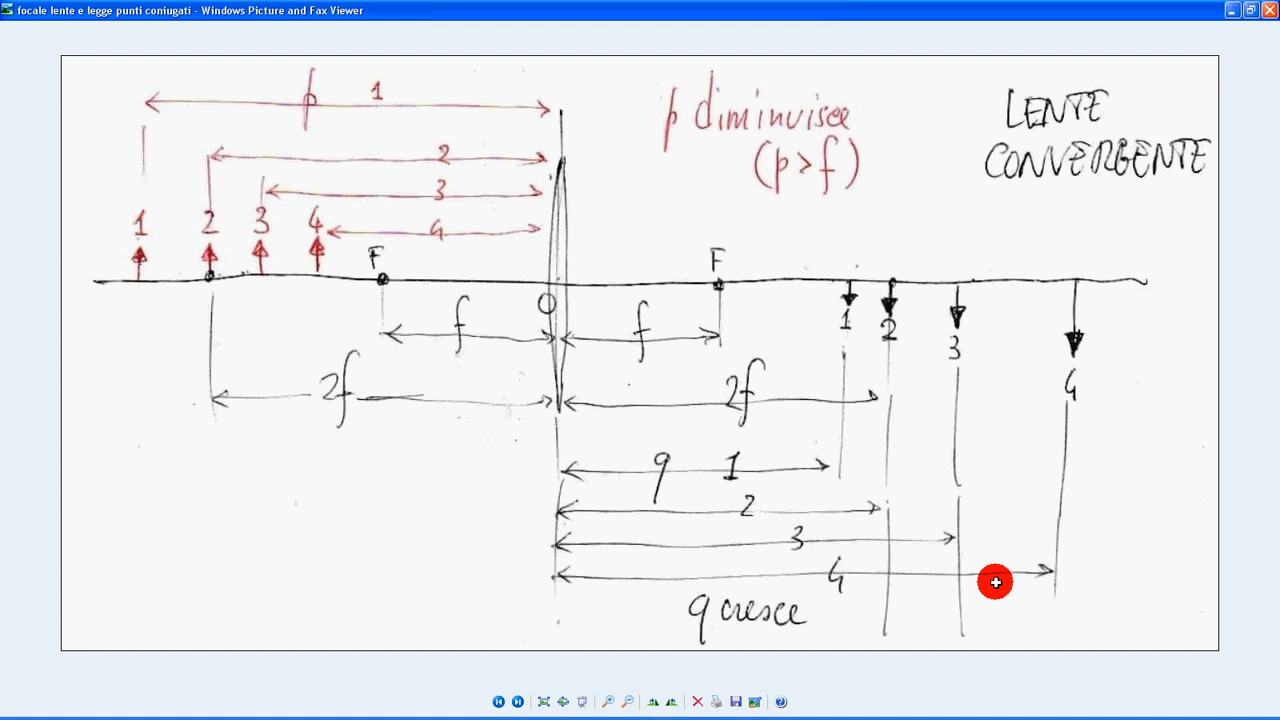 focale lente e legge punti coniugati - Windows Picture and Fax Viewer
p 1
p diminuisce
(p > f)
LENTE
CONVERGENTE
2
3
4
1 2 3 4
F
F
O
f
f
1
2
3
4
2f
2f
q 1
2
3
4
q cresce